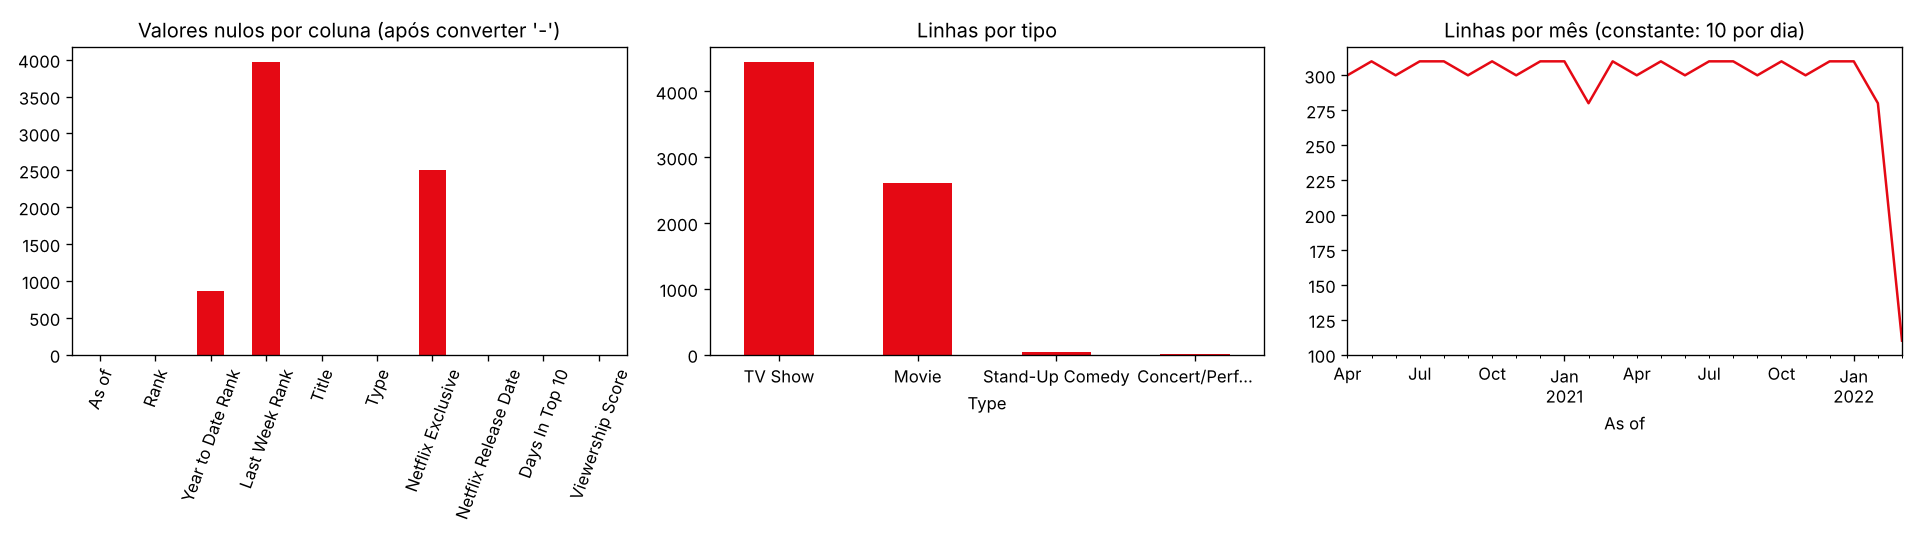 Valores nulos por coluna (após converter '-')
4000
3500
3000
2500
2000
1500
1000
500
0
As of
Rank
Year to Date Rank
Last Week Rank
Title
Type
Netflix Exclusive
Netflix Release Date
Days In Top 10
Viewership Score
Linhas por tipo
4000
3000
2000
1000
0
TV Show
Movie
Stand-Up Comedy
Concert/Perf...
Type
Linhas por mês (constante: 10 por dia)
300
275
250
225
200
175
150
125
100
Apr
Jul
Oct
Jan
2021
Apr
Jul
Oct
Jan
2022
As of